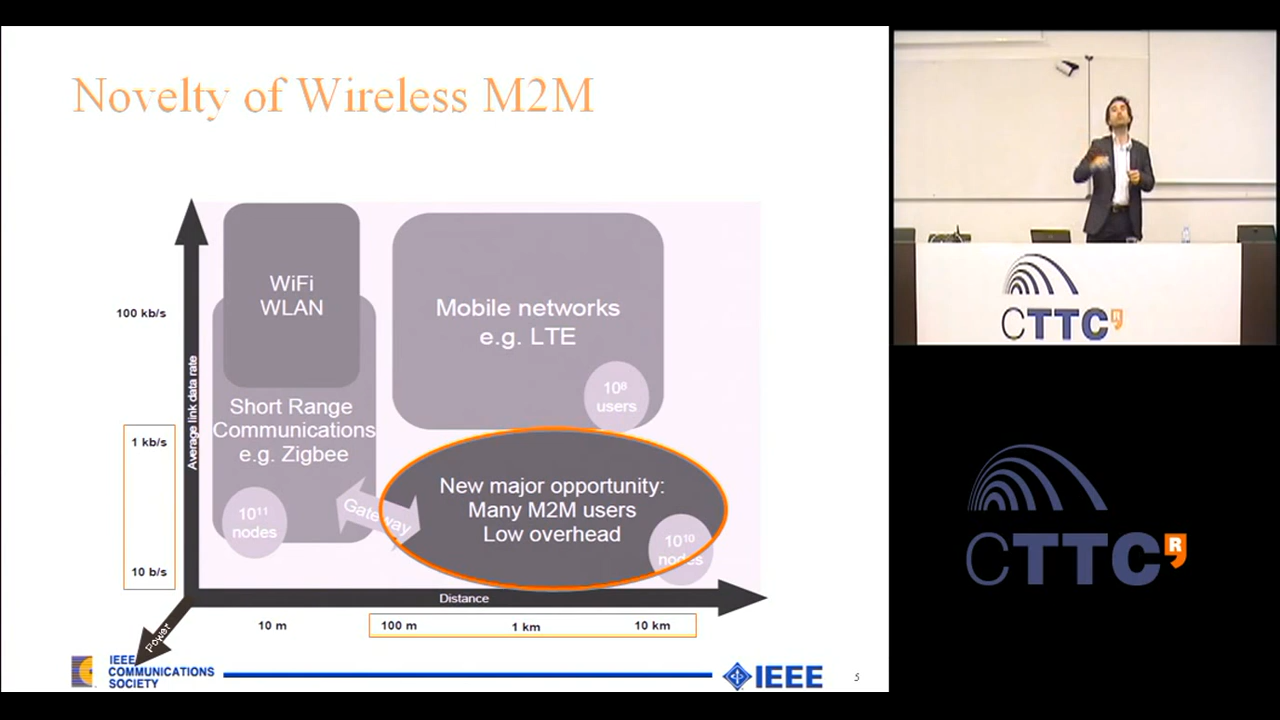 Novelty of Wireless M2M
WiFi
WLAN
Mobile networks
e.g. LTE
100 kb/s
10⁸
users
Average link data rate
Short Range
Communications
e.g. Zigbee
1 kb/s
New major opportunity:
Many M2M users
Low overhead
Gateway
10¹¹
nodes
10¹⁰
nodes
10 b/s
Distance
10 m
100 m
1 km
10 km
Power
IEEE
COMMUNICATIONS
SOCIETY
IEEE
5
CTTC
R
CTTC
R